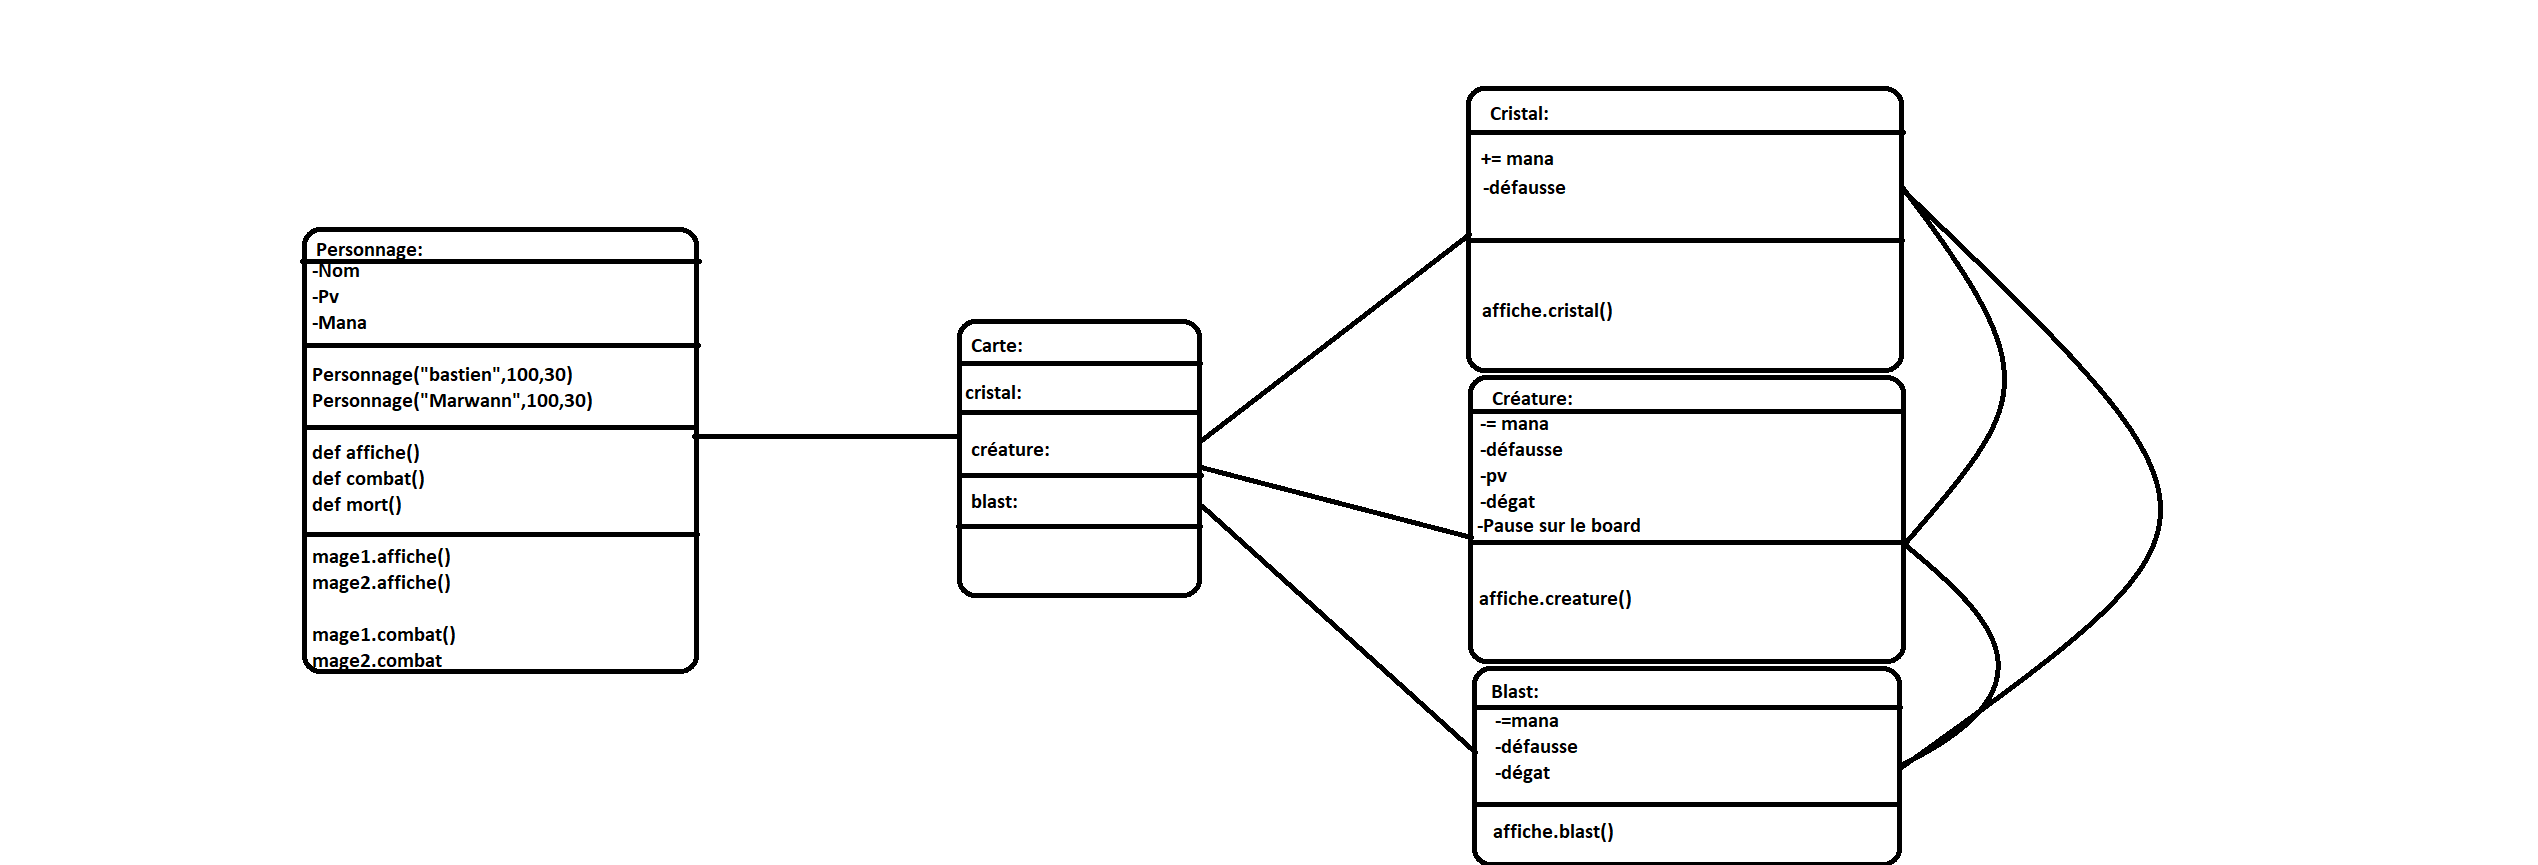 Personnage:
-Nom
-Pv
-Mana
Personnage("bastien",100,30)
Personnage("Marwann",100,30)
def affiche()
def combat()
def mort()
mage1.affiche()
mage2.affiche()
mage1.combat()
mage2.combat
Carte:
cristal:
créature:
blast:
Cristal:
+= mana
-défausse
affiche.cristal()
Créature:
-= mana
-défausse
-pv
-dégat
-Pause sur le board
affiche.creature()
Blast:
-=mana
-défausse
-dégat
affiche.blast()